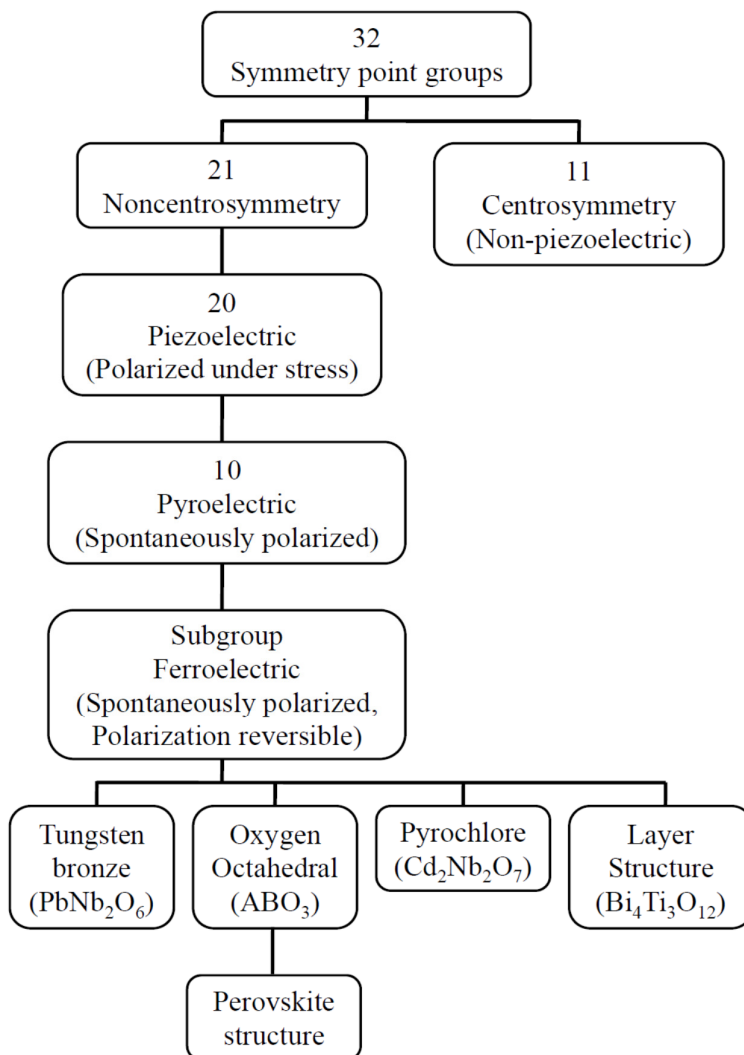 32
Symmetry point groups
21
Noncentrosymmetry
11
Centrosymmetry
(Non-piezoelectric)
20
Piezoelectric
(Polarized under stress)
10
Pyroelectric
(Spontaneously polarized)
Subgroup
Ferroelectric
(Spontaneously polarized,
Polarization reversible)
Tungsten
bronze
(PbNb₂O₆)
Oxygen
Octahedral
(ABO₃)
Pyrochlore
(Cd₂Nb₂O₇)
Layer
Structure
(Bi₄Ti₃O₁₂)
Perovskite
structure